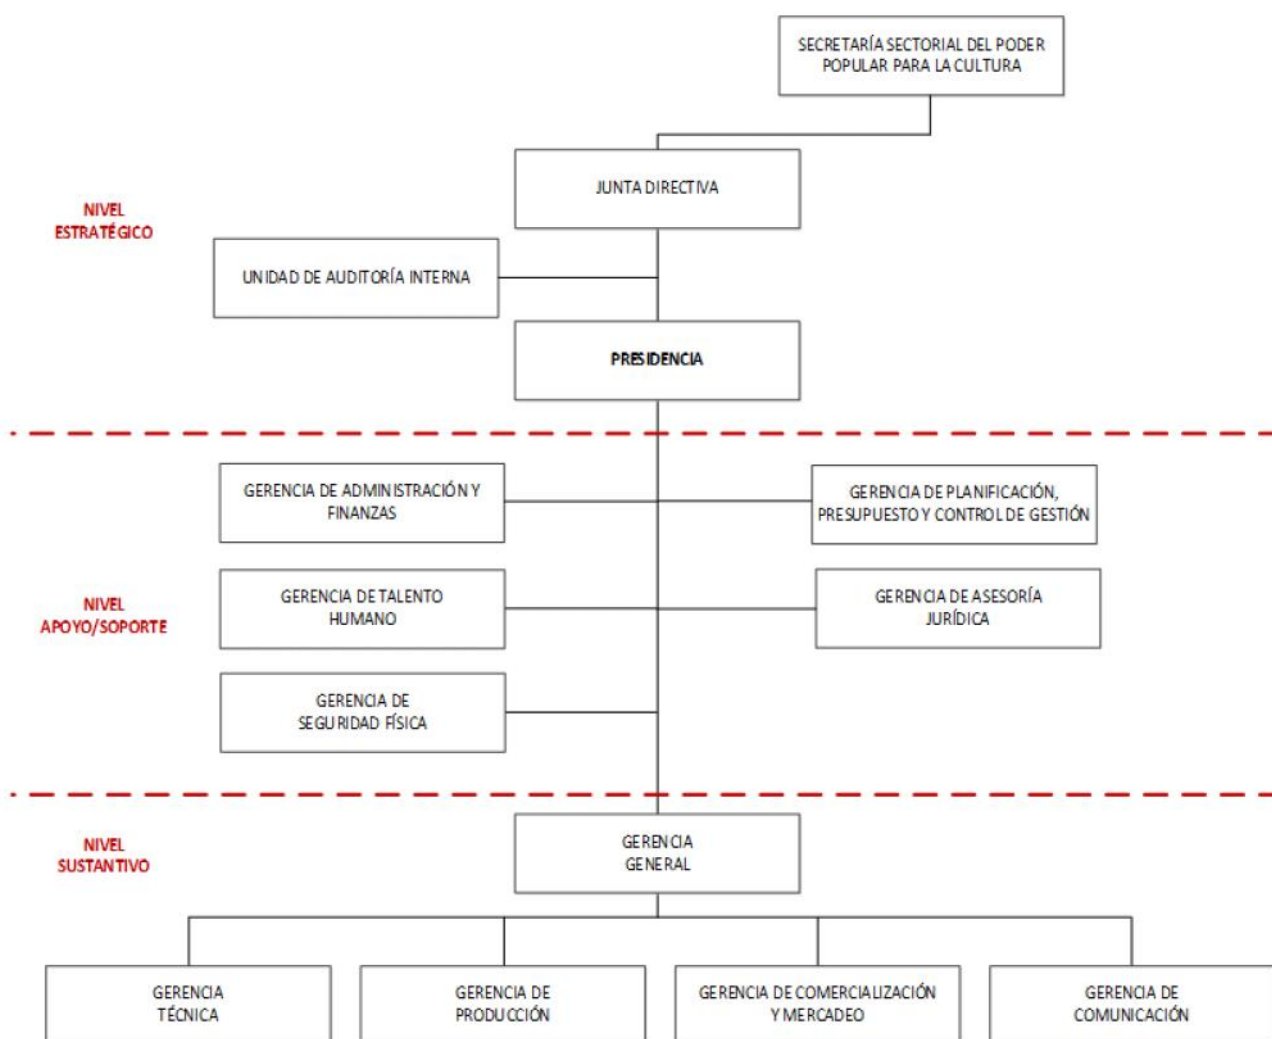 SECRETARÍA SECTORIAL DEL PODER
POPULAR PARA LA CULTURA
JUNTA DIRECTIVA
NIVEL
ESTRATÉGICO
UNIDAD DE AUDITORÍA INTERNA
PRESIDENCIA
GERENCIA DE ADMINISTRACIÓN Y
FINANZAS
GERENCIA DE PLANIFICACIÓN,
PRESUPUESTO Y CONTROL DE GESTIÓN
NIVEL
APOYO/SOPORTE
GERENCIA DE TALENTO
HUMANO
GERENCIA DE ASESORÍA
JURÍDICA
GERENCIA DE
SEGURIDAD FÍSICA
NIVEL
SUSTANTIVO
GERENCIA
GENERAL
GERENCIA
TÉCNICA
GERENCIA DE
PRODUCCIÓN
GERENCIA DE COMERCIALIZACIÓN
Y MERCADEO
GERENCIA DE
COMUNICACIÓN